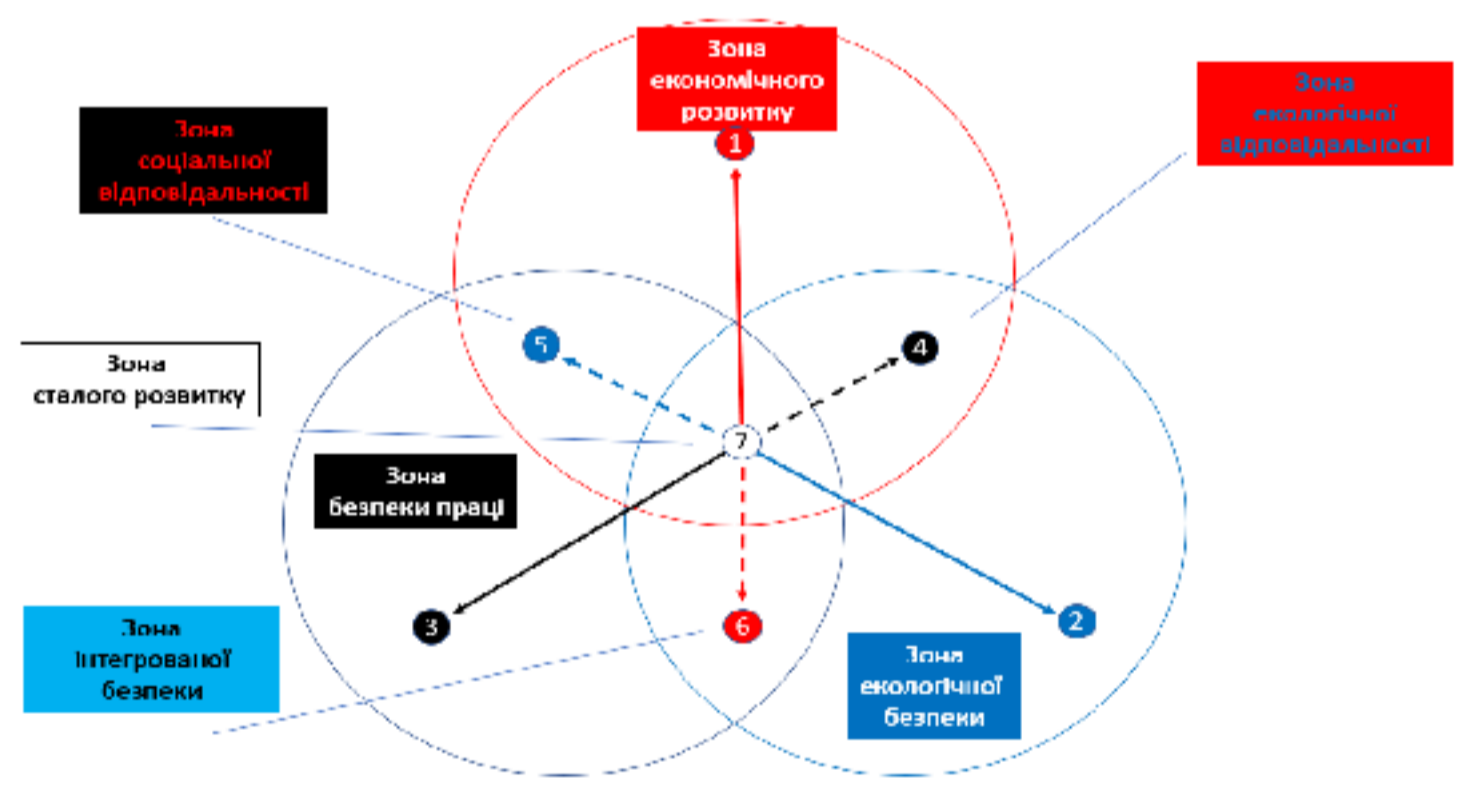 Зона
економічного
розвитку
1
Зона
екологічної
відповідальності
Зона
соціальної
відповідальності
5
4
Зона
сталого розвитку
7
Зона
безпеки праці
3
6
2
Зона
інтегрованої
безпеки
Зона
екологічної
безпеки